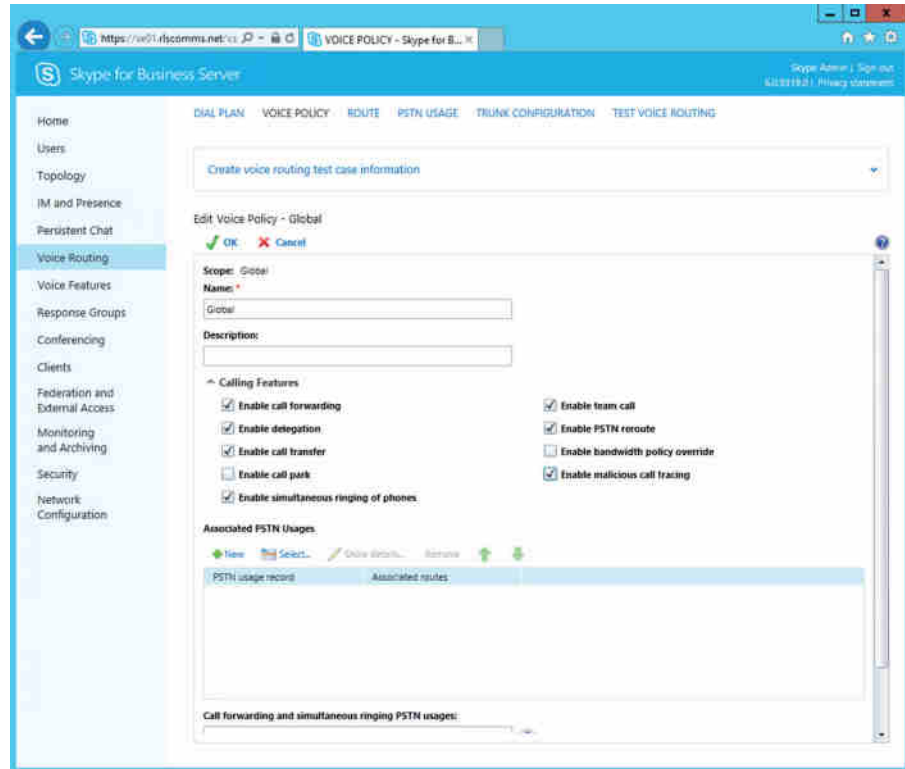 https://se01.rlscomms.net/cs
VOICE POLICY - Skype for B...
Skype for Business Server
Skype Admin | Sign out
6.0.9319.0 | Privacy statement
Home
Users
Topology
IM and Presence
Persistent Chat
Voice Routing
Voice Features
Response Groups
Conferencing
Clients
Federation and
External Access
Monitoring
and Archiving
Security
Network
Configuration
DIAL PLAN VOICE POLICY ROUTE PSTN USAGE TRUNK CONFIGURATION TEST VOICE ROUTING
Create voice routing test case information
Edit Voice Policy - Global
OK Cancel
Scope: Global
Name: *
Global
Description:
Calling Features
Enable call forwarding Enable team call
Enable delegation Enable PSTN reroute
Enable call transfer Enable bandwidth policy override
Enable call park Enable malicious call tracing
Enable simultaneous ringing of phones
Associated PSTN Usages
New Select... Show details... Remove
PSTN usage record Associated routes
Call forwarding and simultaneous ringing PSTN usages: